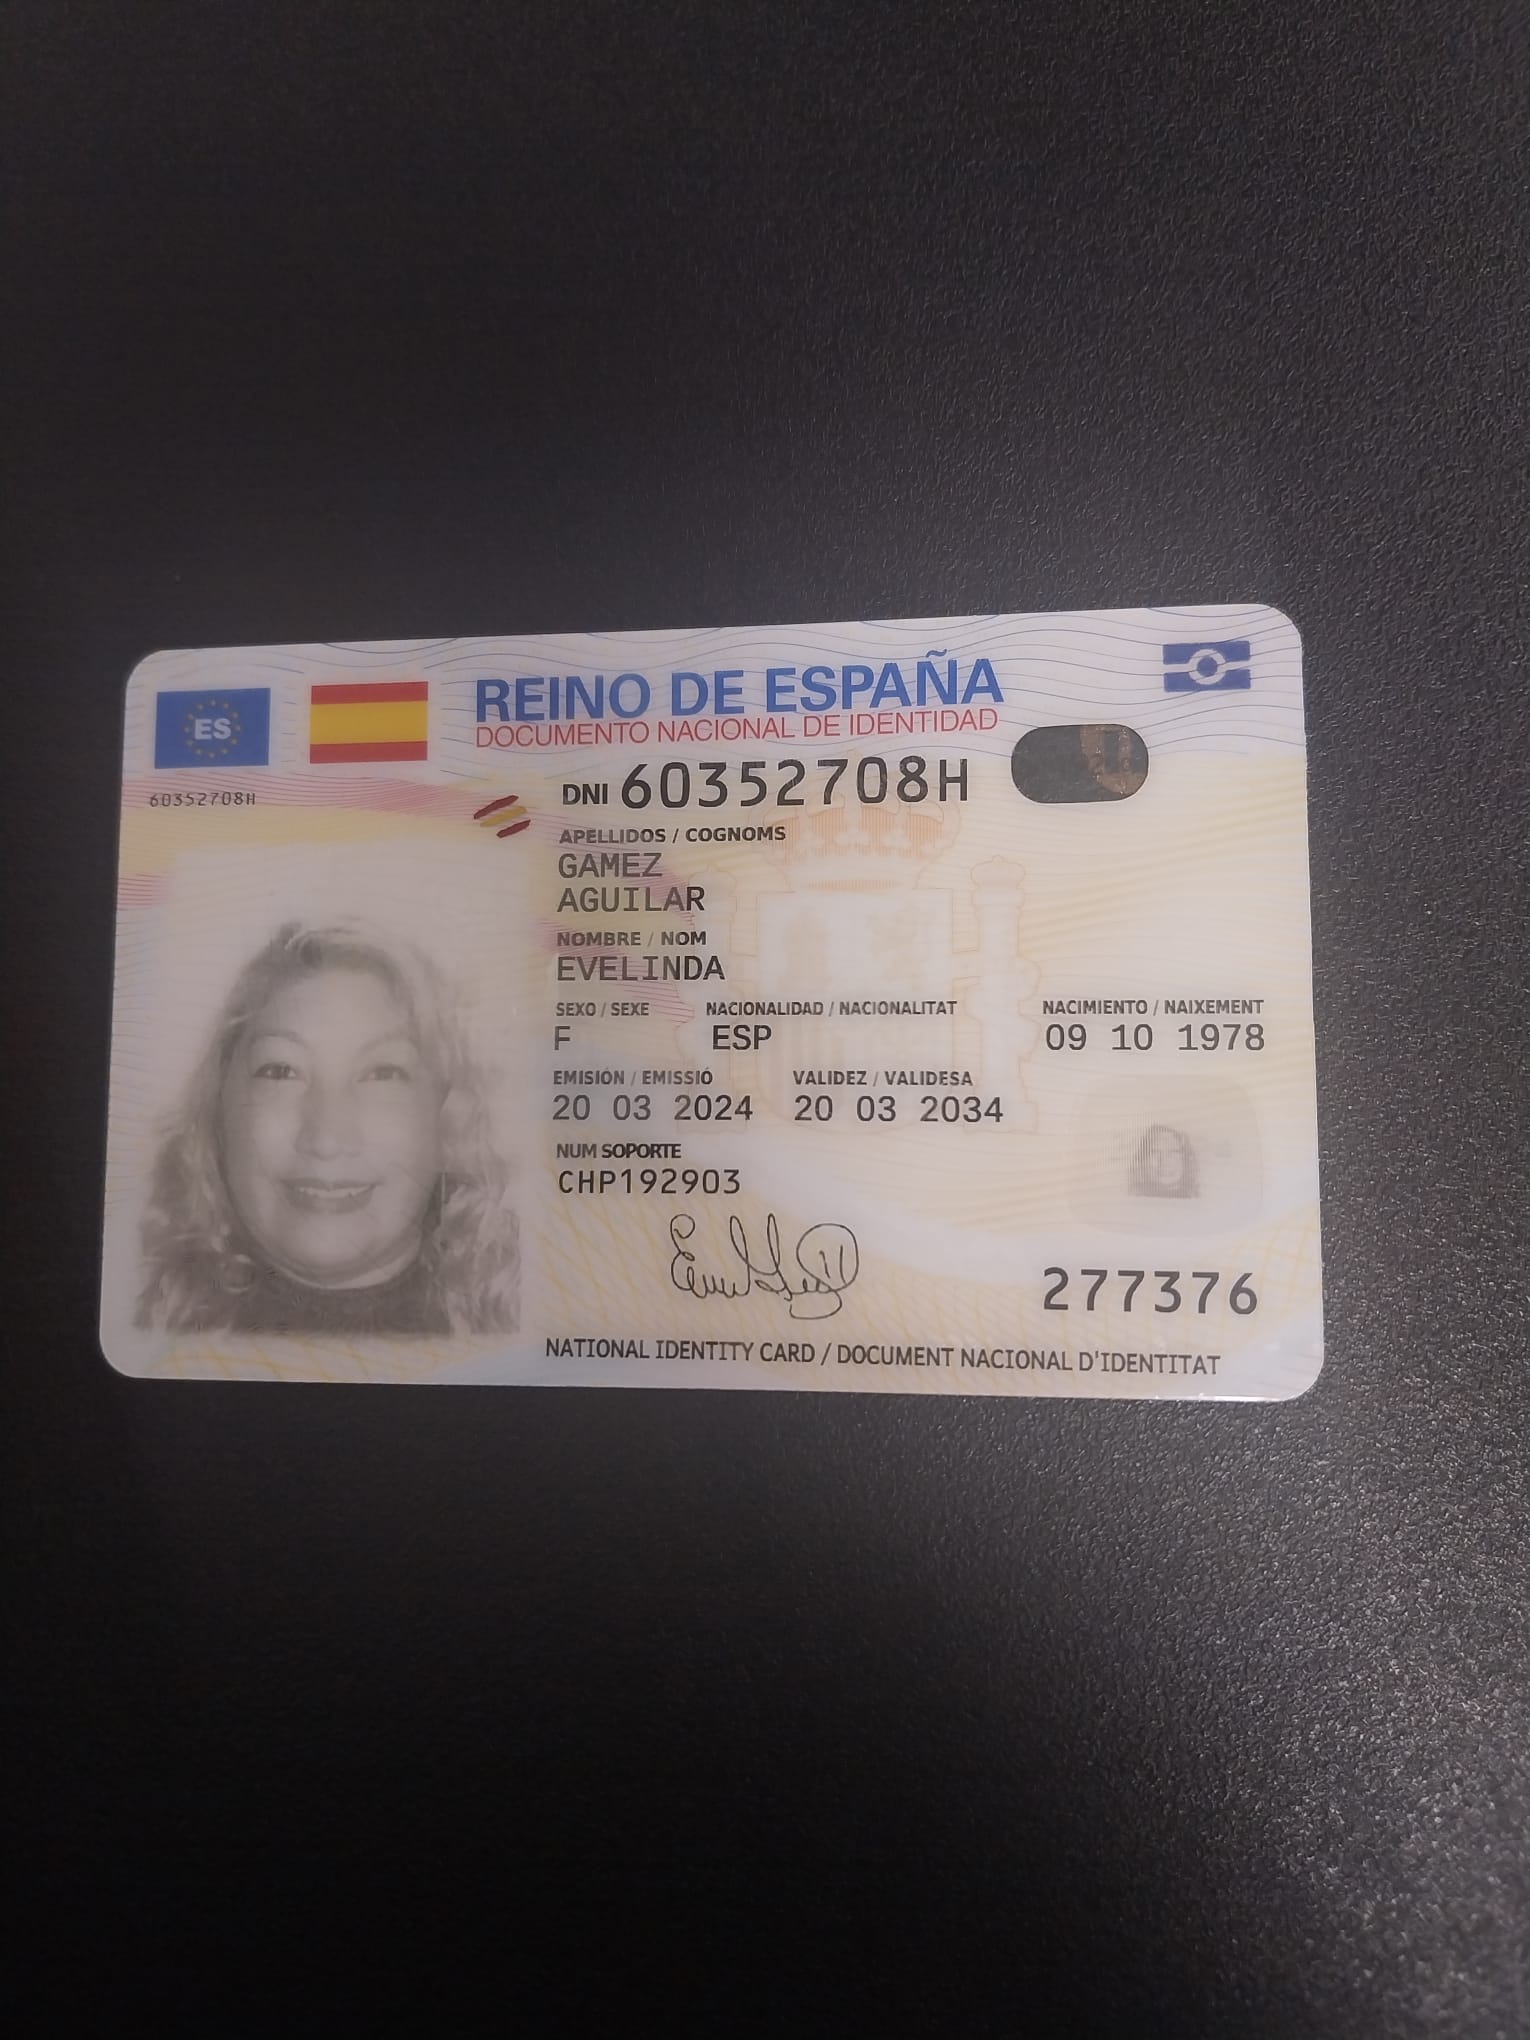 ES
REINO DE ESPAÑA
DOCUMENTO NACIONAL DE IDENTIDAD
60352708H
DNI 60352708H
APELLIDOS / COGNOMS
GAMEZ
AGUILAR
NOMBRE / NOM
EVELINDA
SEXO / SEXE NACIONALIDAD / NACIONALITAT NACIMIENTO / NAIXEMENT
F ESP 09 10 1978
EMISIÓN / EMISSIÓ VALIDEZ / VALIDESA
20 03 2024 20 03 2034
NUM SOPORTE
CHP192903
277376
NATIONAL IDENTITY CARD / DOCUMENT NACIONAL D'IDENTITAT